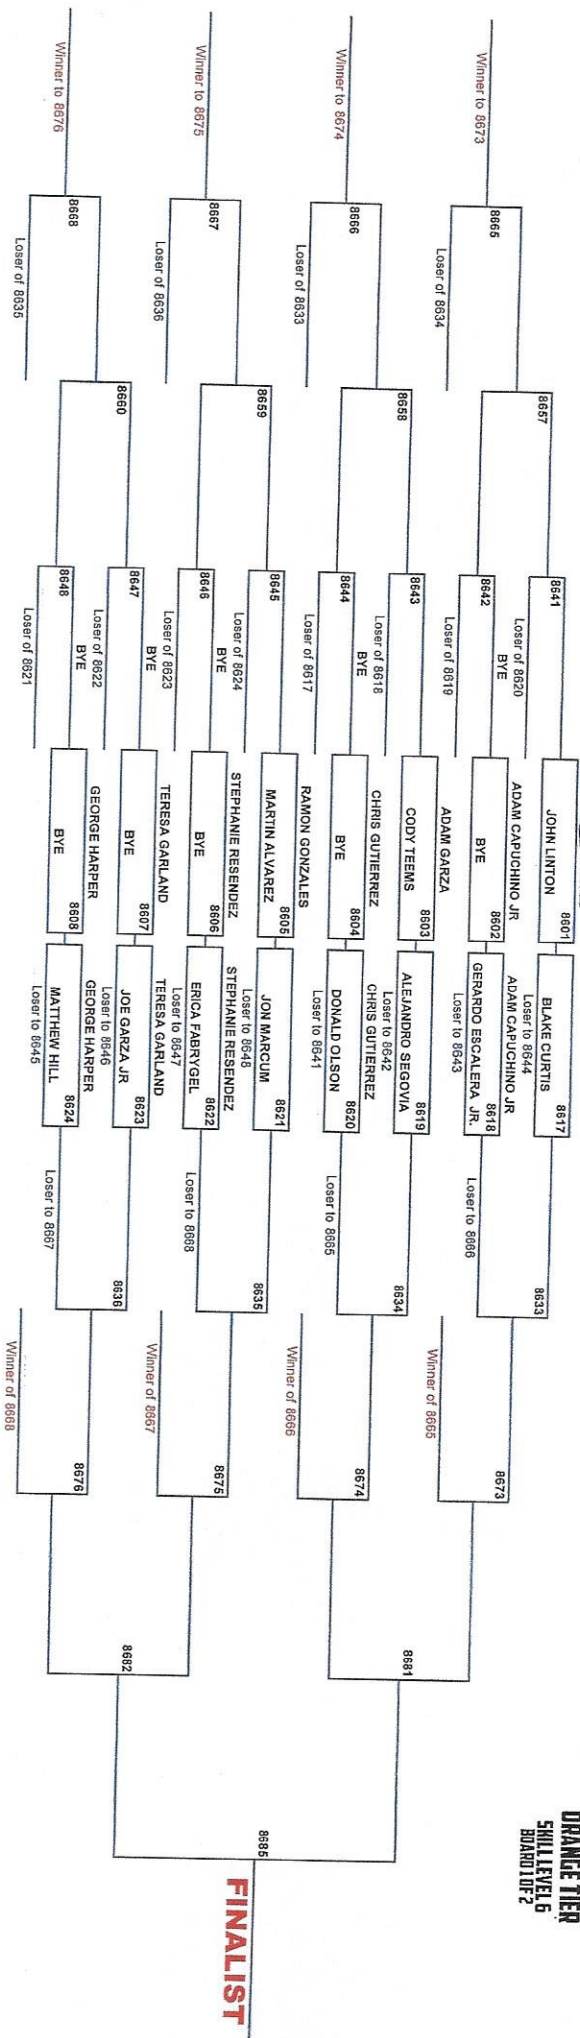 ORANGE TIER
SKILL LEVEL 6
BOARD 1 OF 2
Winner to 8673
Winner to 8674
Winner to 8675
Winner to 8676
8665
Loser of 8634
8666
Loser of 8633
8667
Loser of 8636
8668
Loser of 8635
8657
8658
8659
8660
8641
Loser of 8620
BYE
8642
Loser of 8619
8643
Loser of 8618
BYE
8644
Loser of 8617
8645
Loser of 8624
BYE
8646
Loser of 8623
BYE
8647
Loser of 8622
BYE
8648
Loser of 8621
8601
JOHN LINTON
ADAM CAPUCHINO JR
8602
BYE
ADAM GARZA
8603
CODY TEEMS
CHRIS GUTIERREZ
8604
BYE
RAMON GONZALES
8605
MARTIN ALVAREZ
STEPHANIE RESENDEZ
8606
BYE
TERESA GARLAND
8607
BYE
GEORGE HARPER
8608
BYE
8617
BLAKE CURTIS
Loser to 8644
ADAM CAPUCHINO JR
8618
GERARDO ESCALERA JR.
Loser to 8643
8619
ALEJANDRO SEGOVIA
Loser to 8642
CHRIS GUTIERREZ
8620
DONALD OLSON
Loser to 8641
8621
JON MARCUM
Loser to 8648
STEPHANIE RESENDEZ
8622
ERICA FABRYGEL
Loser to 8647
TERESA GARLAND
8623
JOE GARZA JR
Loser to 8646
GEORGE HARPER
8624
MATTHEW HILL
Loser to 8645
8633
Loser to 8666
8634
Loser to 8665
8635
Loser to 8668
8636
Loser to 8667
8673
Winner of 8665
8674
Winner of 8666
8675
Winner of 8667
8676
Winner of 8668
8681
8682
8685
FINALIST